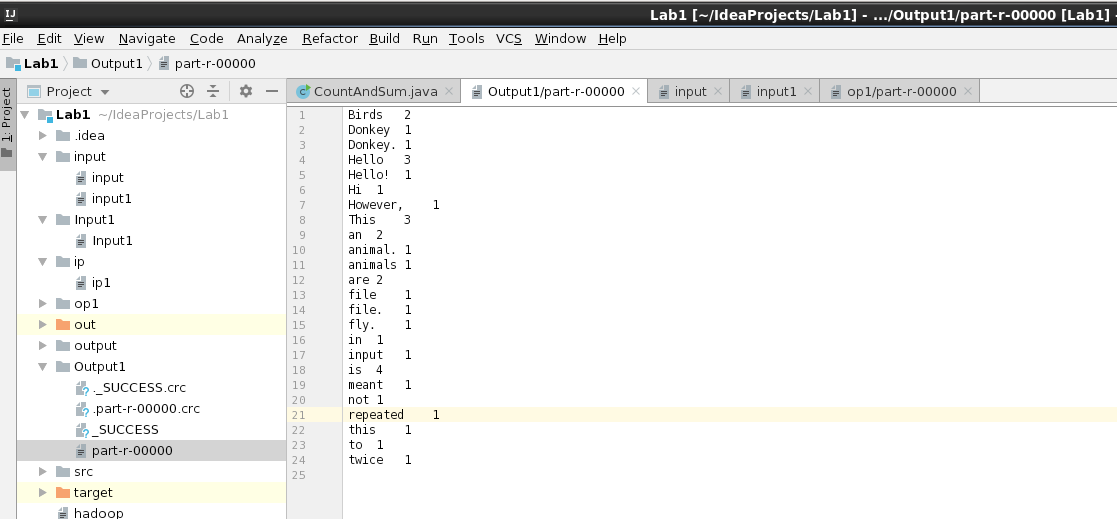 Lab1 [~/IdeaProjects/Lab1] - .../Output1/part-r-00000 [Lab1] -
File Edit View Navigate Code Analyze Refactor Build Run Tools VCS Window Help
Lab1 Output1 part-r-00000
1: Project
Project
Lab1 ~/IdeaProjects/Lab1
.idea
input
input
input1
Input1
Input1
ip
ip1
op1
out
output
Output1
._SUCCESS.crc
.part-r-00000.crc
_SUCCESS
part-r-00000
src
target
hadoop
CountAndSum.java Output1/part-r-00000 input input1 op1/part-r-00000
1 Birds 2
2 Donkey 1
3 Donkey. 1
4 Hello 3
5 Hello! 1
6 Hi 1
7 However, 1
8 This 3
9 an 2
10 animal. 1
11 animals 1
12 are 2
13 file 1
14 file. 1
15 fly. 1
16 in 1
17 input 1
18 is 4
19 meant 1
20 not 1
21 repeated 1
22 this 1
23 to 1
24 twice 1
25